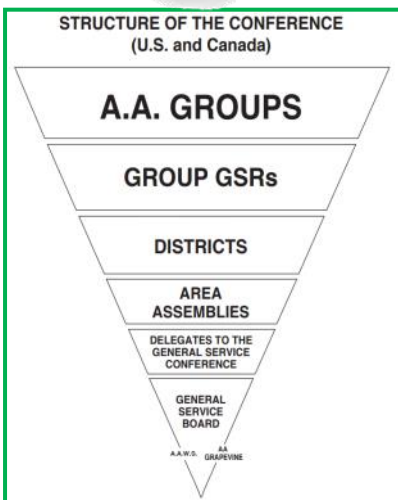 STRUCTURE OF THE CONFERENCE
(U.S. and Canada)
A.A. GROUPS
GROUP GSRs
DISTRICTS
AREA
ASSEMBLIES
DELEGATES TO THE
GENERAL SERVICE
CONFERENCE
GENERAL
SERVICE
BOARD
A.A.W.S.
AA
GRAPEVINE